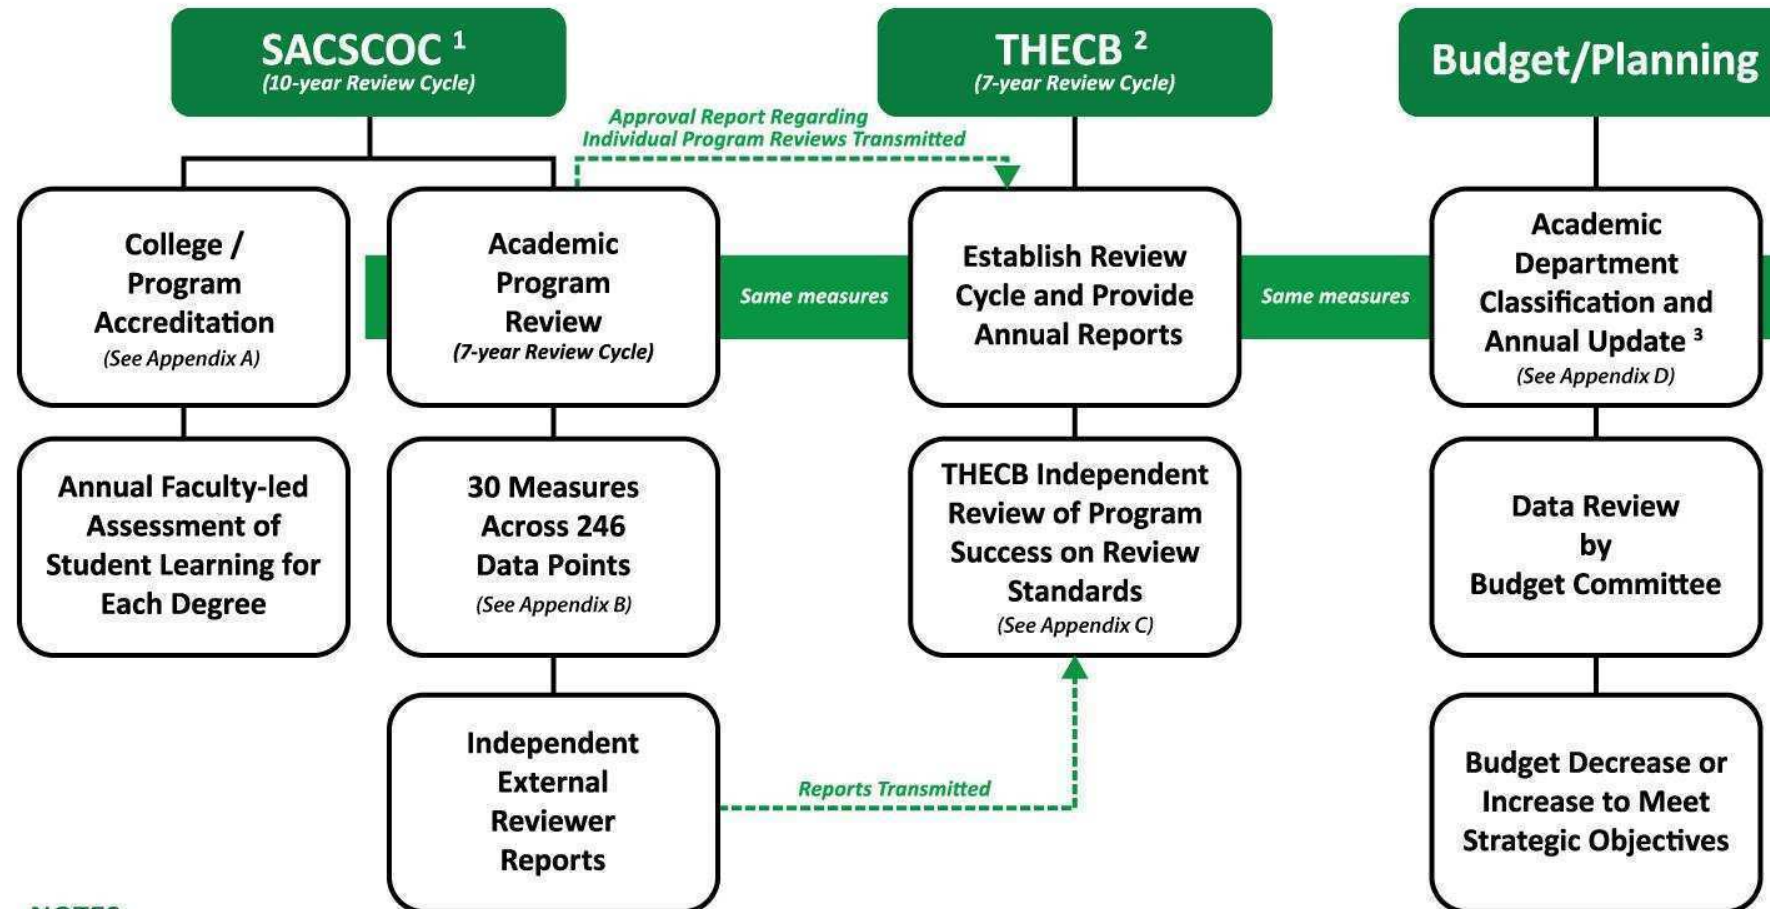 SACSCOC ¹
(10-year Review Cycle)
THECB ²
(7-year Review Cycle)
Budget/Planning
Approval Report Regarding
Individual Program Reviews Transmitted
College /
Program
Accreditation
(See Appendix A)
Academic
Program
Review
(7-year Review Cycle)
Same measures
Establish Review
Cycle and Provide
Annual Reports
Same measures
Academic
Department
Classification and
Annual Update ³
(See Appendix D)
Annual Faculty-led
Assessment of
Student Learning for
Each Degree
30 Measures
Across 246
Data Points
(See Appendix B)
THECB Independent
Review of Program
Success on Review
Standards
(See Appendix C)
Data Review
by
Budget Committee
Independent
External
Reviewer
Reports
Reports Transmitted
Budget Decrease or
Increase to Meet
Strategic Objectives